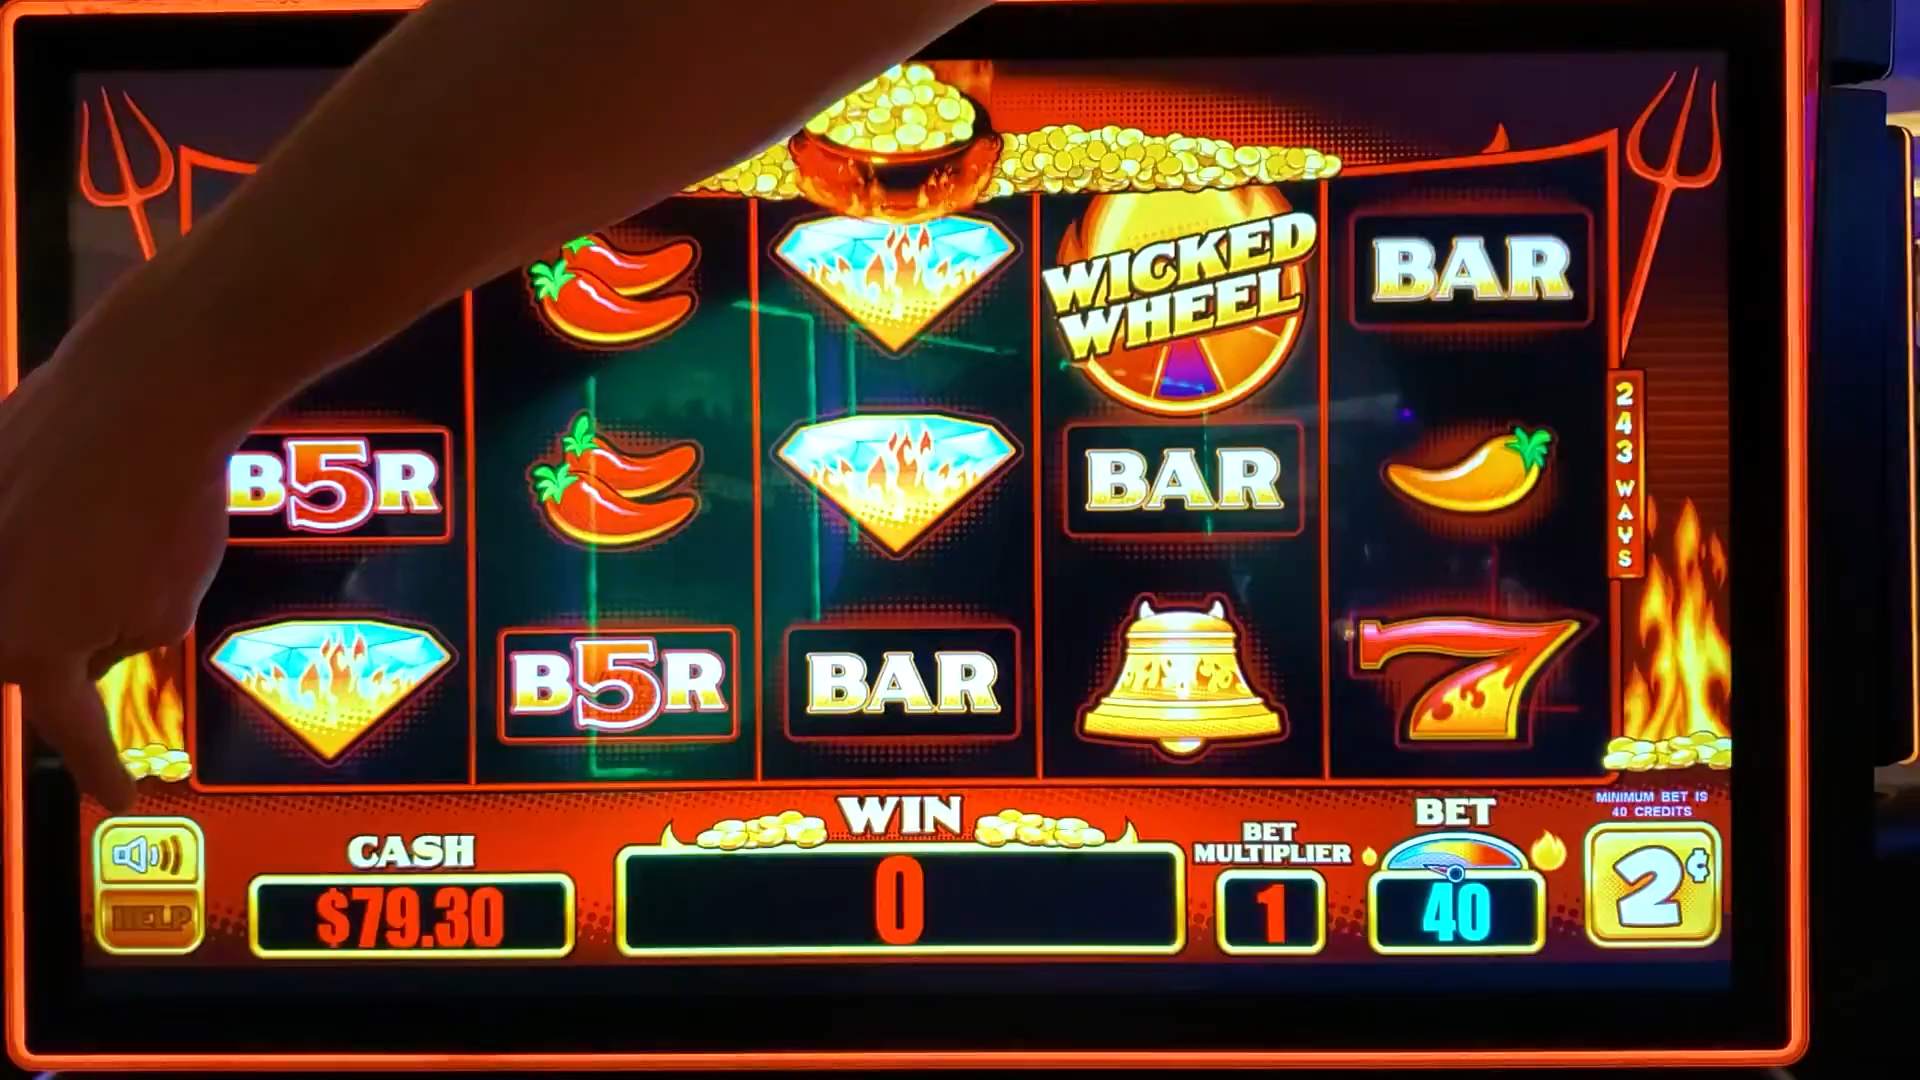 WICKED
WHEEL
BAR
B5R
BAR
B5R
BAR
7
243 WAYS
MINIMUM BET IS
40 CREDITS
WIN
BET
CASH
BET
MULTIPLIER
2¢
HELP
$79.30
0
1
40